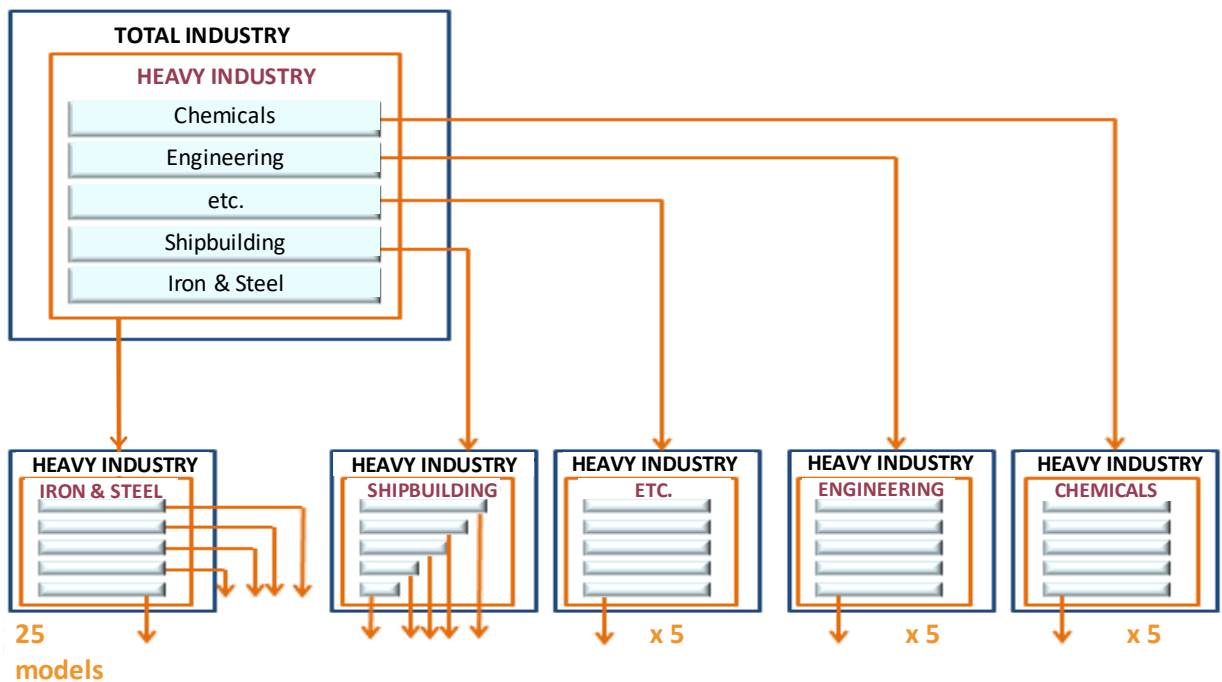 TOTAL INDUSTRY
HEAVY INDUSTRY
Chemicals
Engineering
etc.
Shipbuilding
Iron & Steel
HEAVY INDUSTRY
IRON & STEEL
HEAVY INDUSTRY
SHIPBUILDING
HEAVY INDUSTRY
ETC.
HEAVY INDUSTRY
ENGINEERING
HEAVY INDUSTRY
CHEMICALS
25
models
x 5
x 5
x 5